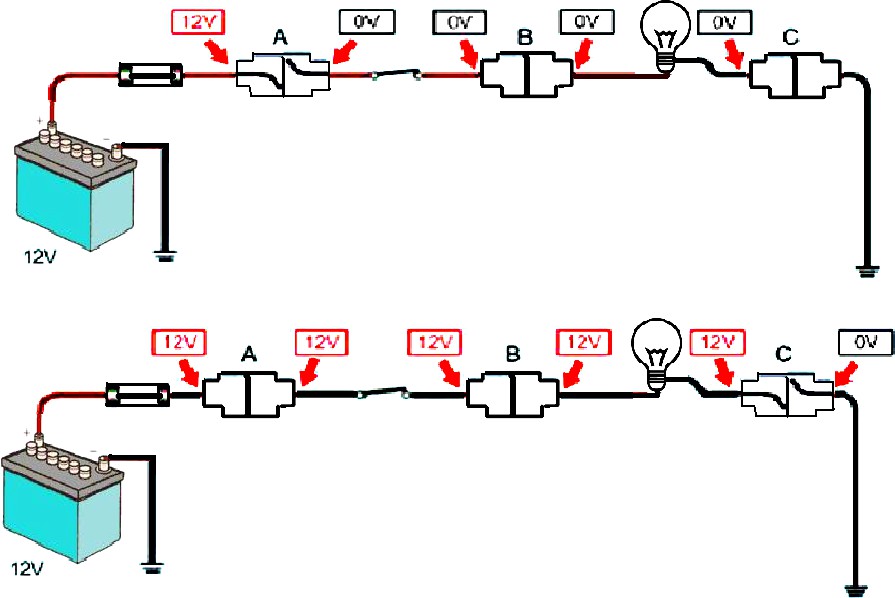 12V 0V 0V 0V 0V
A B C
+ −
12V
12V 12V 12V 12V 12V 0V
A B C
+ −
12V